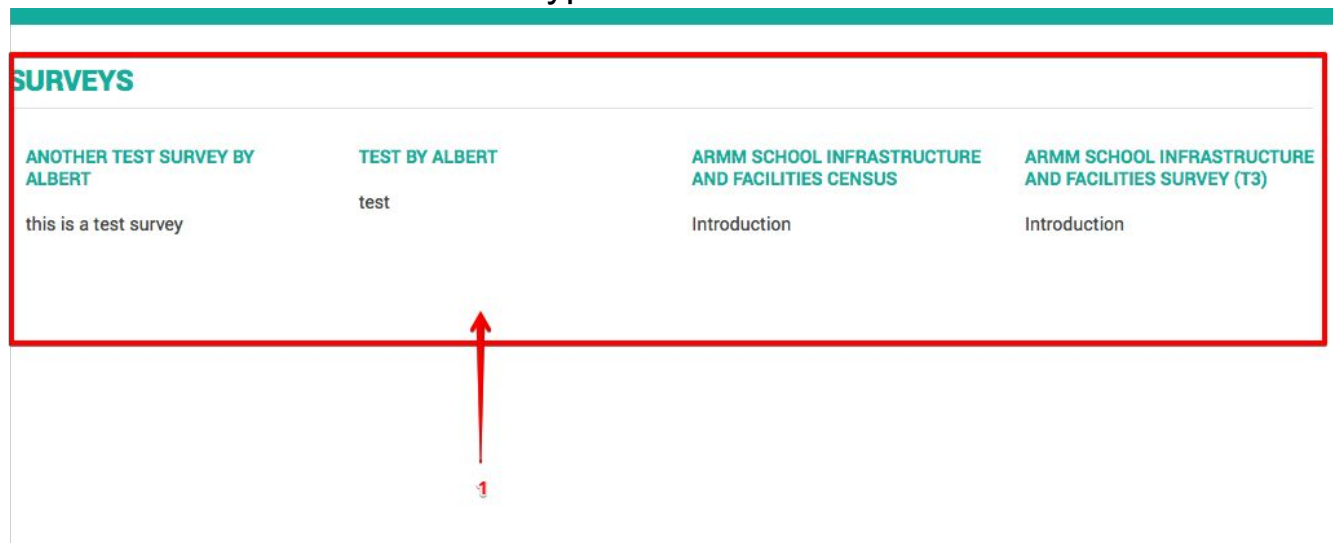 SURVEYS
ANOTHER TEST SURVEY BY
ALBERT
this is a test survey
TEST BY ALBERT
test
ARMM SCHOOL INFRASTRUCTURE
AND FACILITIES CENSUS
Introduction
ARMM SCHOOL INFRASTRUCTURE
AND FACILITIES SURVEY (T3)
Introduction
1